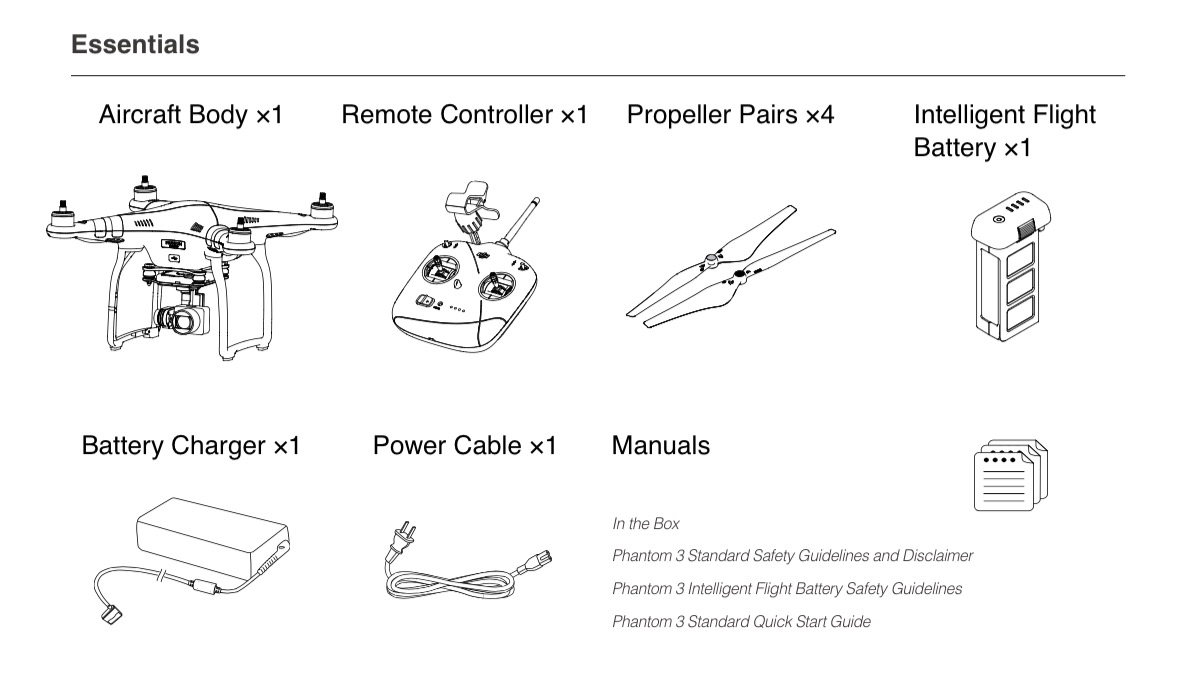 Essentials
Aircraft Body ×1
Remote Controller ×1
Propeller Pairs ×4
Intelligent Flight
Battery ×1
Battery Charger ×1
Power Cable ×1
Manuals
In the Box
Phantom 3 Standard Safety Guidelines and Disclaimer
Phantom 3 Intelligent Flight Battery Safety Guidelines
Phantom 3 Standard Quick Start Guide